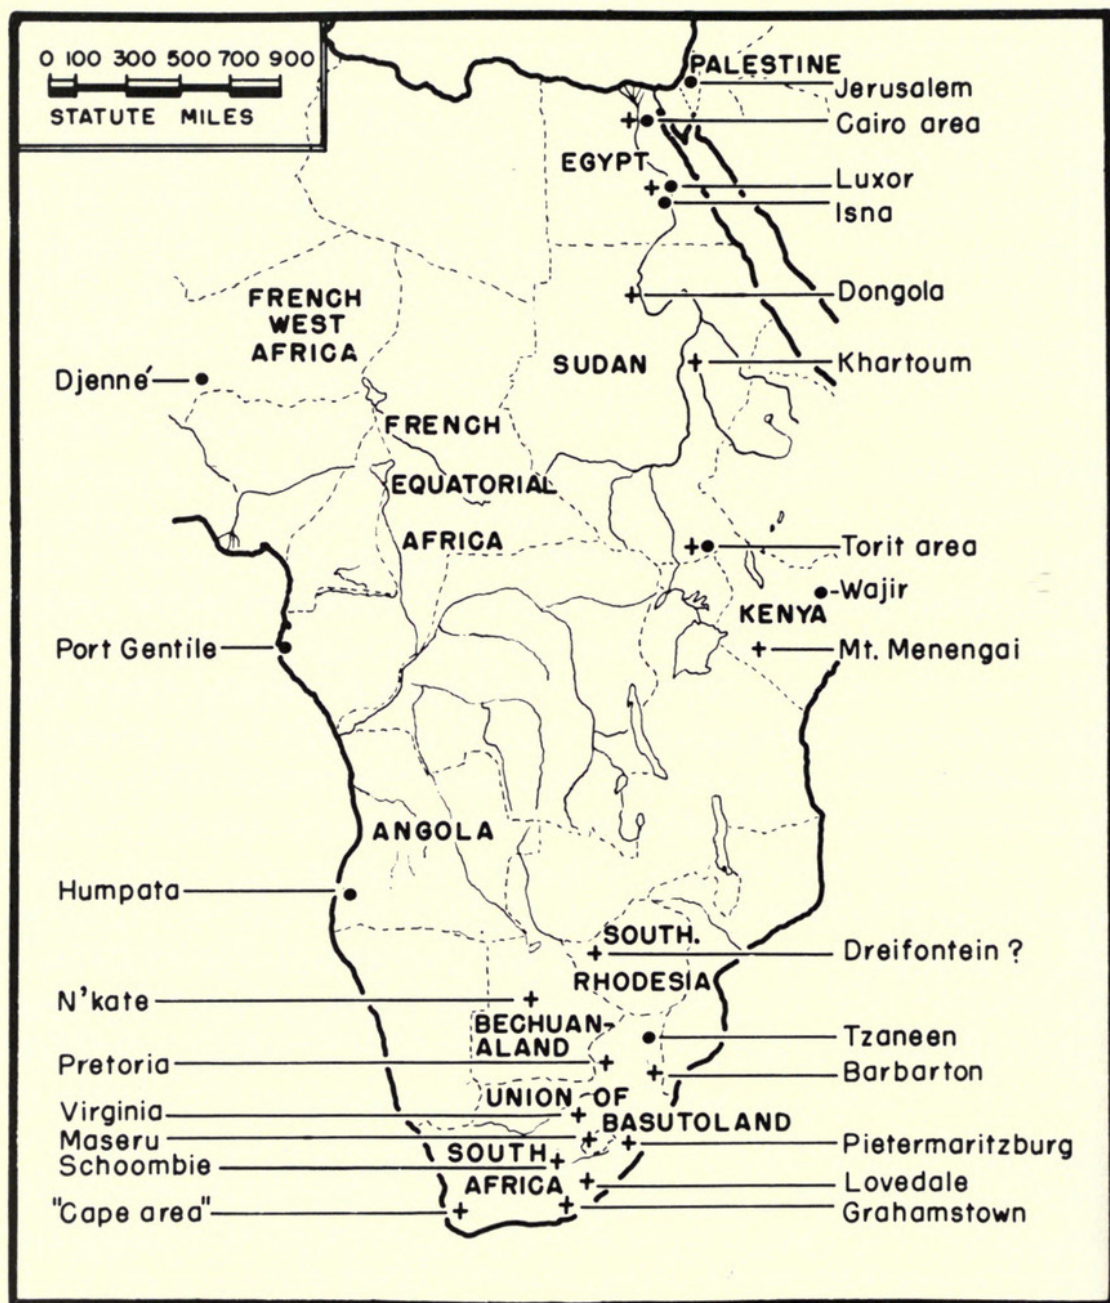 0 100 300 500 700 900
STATUTE MILES
PALESTINE
Jerusalem
Cairo area
EGYPT
Luxor
Isna
Dongola
FRENCH
WEST
AFRICA
SUDAN
Khartoum
Djenné
FRENCH
EQUATORIAL
AFRICA
Torit area
Wajir
KENYA
Port Gentile
Mt. Menengai
ANGOLA
Humpata
SOUTH.
RHODESIA
Dreifontein ?
N'kate
BECHUAN-
ALAND
Tzaneen
Pretoria
Barbarton
UNION OF
Virginia
BASUTOLAND
Maseru
Pietermaritzburg
SOUTH
Schoombie
AFRICA
Lovedale
"Cape area"
Grahamstown